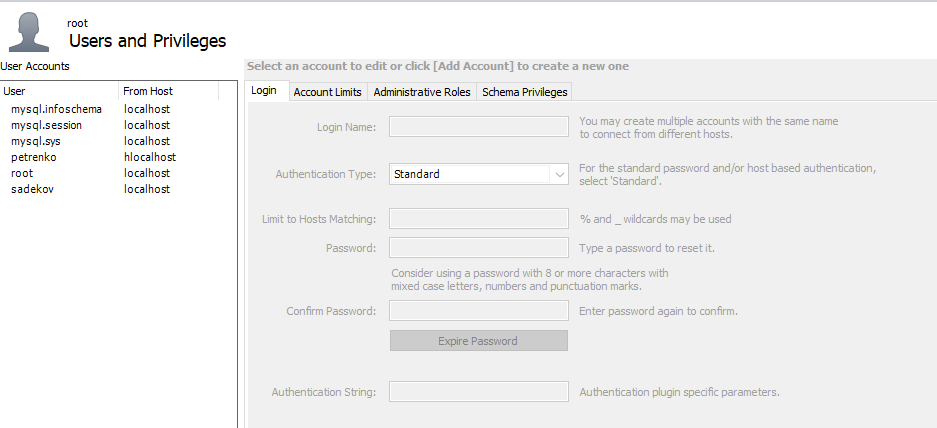 root
Users and Privileges
User Accounts
Select an account to edit or click [Add Account] to create a new one
User From Host
mysql.infoschema localhost
mysql.session localhost
mysql.sys localhost
petrenko hlocalhost
root localhost
sadekov localhost
Login Account Limits Administrative Roles Schema Privileges
Login Name: You may create multiple accounts with the same name
to connect from different hosts.
Authentication Type: Standard For the standard password and/or host based authentication,
select 'Standard'.
Limit to Hosts Matching: % and _ wildcards may be used
Password: Type a password to reset it.
Consider using a password with 8 or more characters with
mixed case letters, numbers and punctuation marks.
Confirm Password: Enter password again to confirm.
Expire Password
Authentication String: Authentication plugin specific parameters.